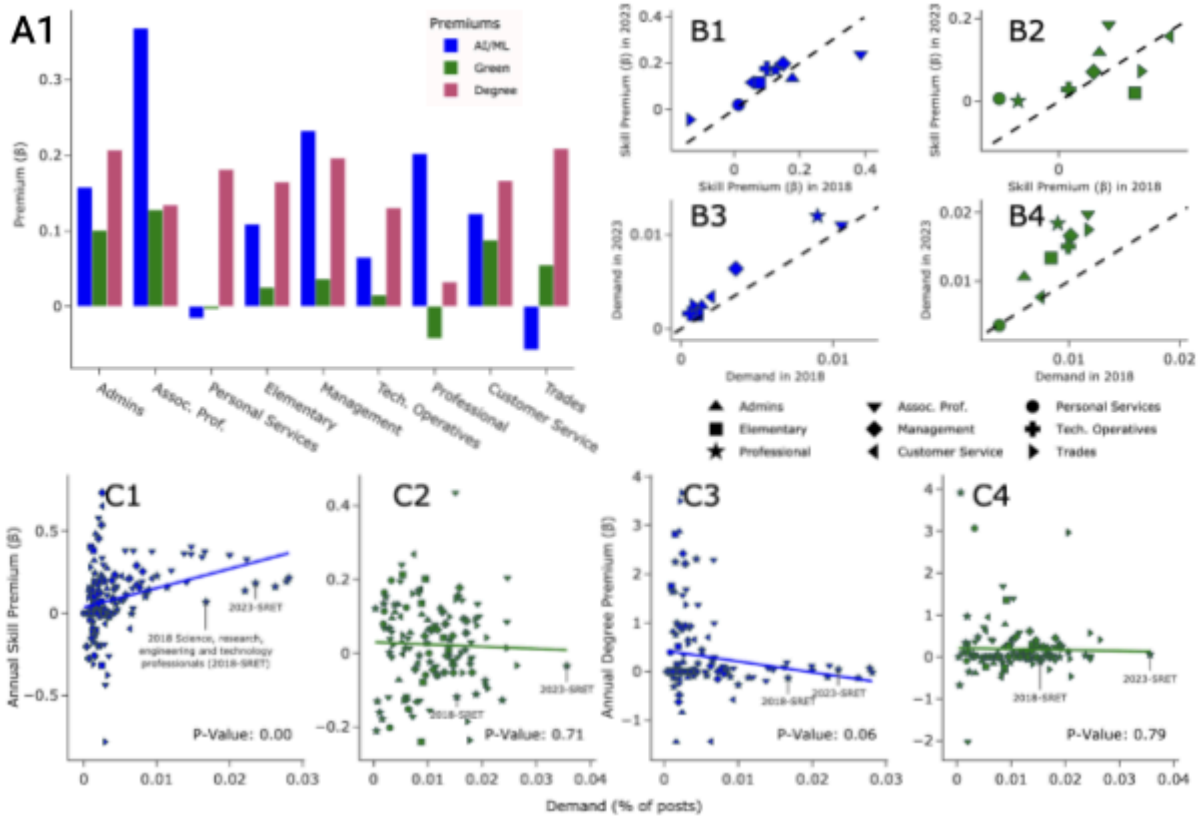 A1
Premiums
AI/ML
Green
Degree
Premium (β)
0.3
0.2
0.1
0
Admins
Assoc. Prof.
Personal Services
Elementary
Management
Tech. Operatives
Professional
Customer Service
Trades
B1
Skill Premium (β) in 2023
0.4
0.2
0
0
0.2
0.4
Skill Premium (β) in 2018
B2
Skill Premium (β) in 2023
0.2
0
0
Skill Premium (β) in 2018
B3
Demand in 2023
0.01
0
0
0.01
Demand in 2018
B4
Demand in 2023
0.02
0.01
0.01
0.02
Demand in 2018
Admins
Assoc. Prof.
Personal Services
Elementary
Management
Tech. Operatives
Professional
Customer Service
Trades
C1
Annual Skill Premium (β)
0.5
0
−0.5
2023-SRET
2018 Science, research,
engineering and technology
professionals (2018-SRET)
P-Value: 0.00
0
0.01
0.02
0.03
C2
0.4
0.2
0
−0.2
2018-SRET
2023-SRET
P-Value: 0.71
0
0.01
0.02
0.03
0.04
C3
Annual Degree Premium (β)
4
3
2
1
0
−1
2018-SRET
2023-SRET
P-Value: 0.06
0
0.01
0.02
0.03
C4
4
3
2
1
0
−1
−2
2018-SRET
2023-SRET
P-Value: 0.79
0
0.01
0.02
0.03
0.04
Demand (% of posts)